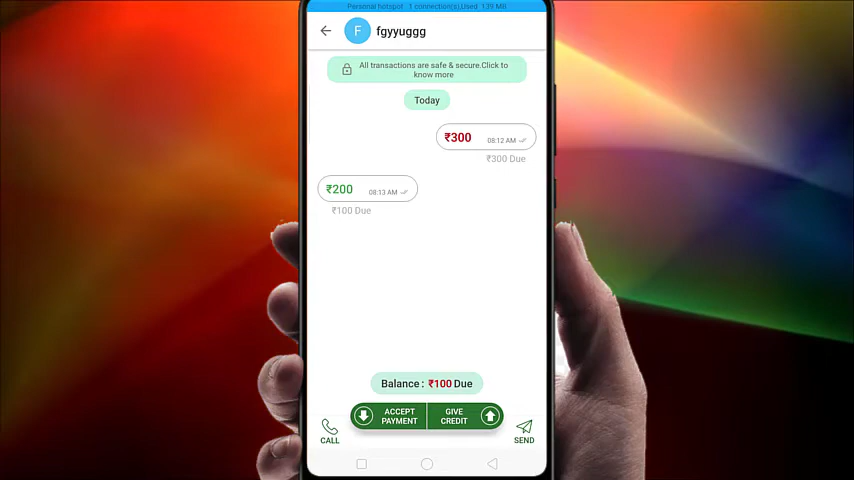 Personal hotspot 1 connection(s),Used 139 MB
F
fgyyuggg
All transactions are safe & secure.Click to
know more
Today
₹300 08:12 AM
₹300 Due
₹200 08:13 AM
₹100 Due
Balance : ₹100 Due
ACCEPT
PAYMENT
GIVE
CREDIT
CALL
SEND